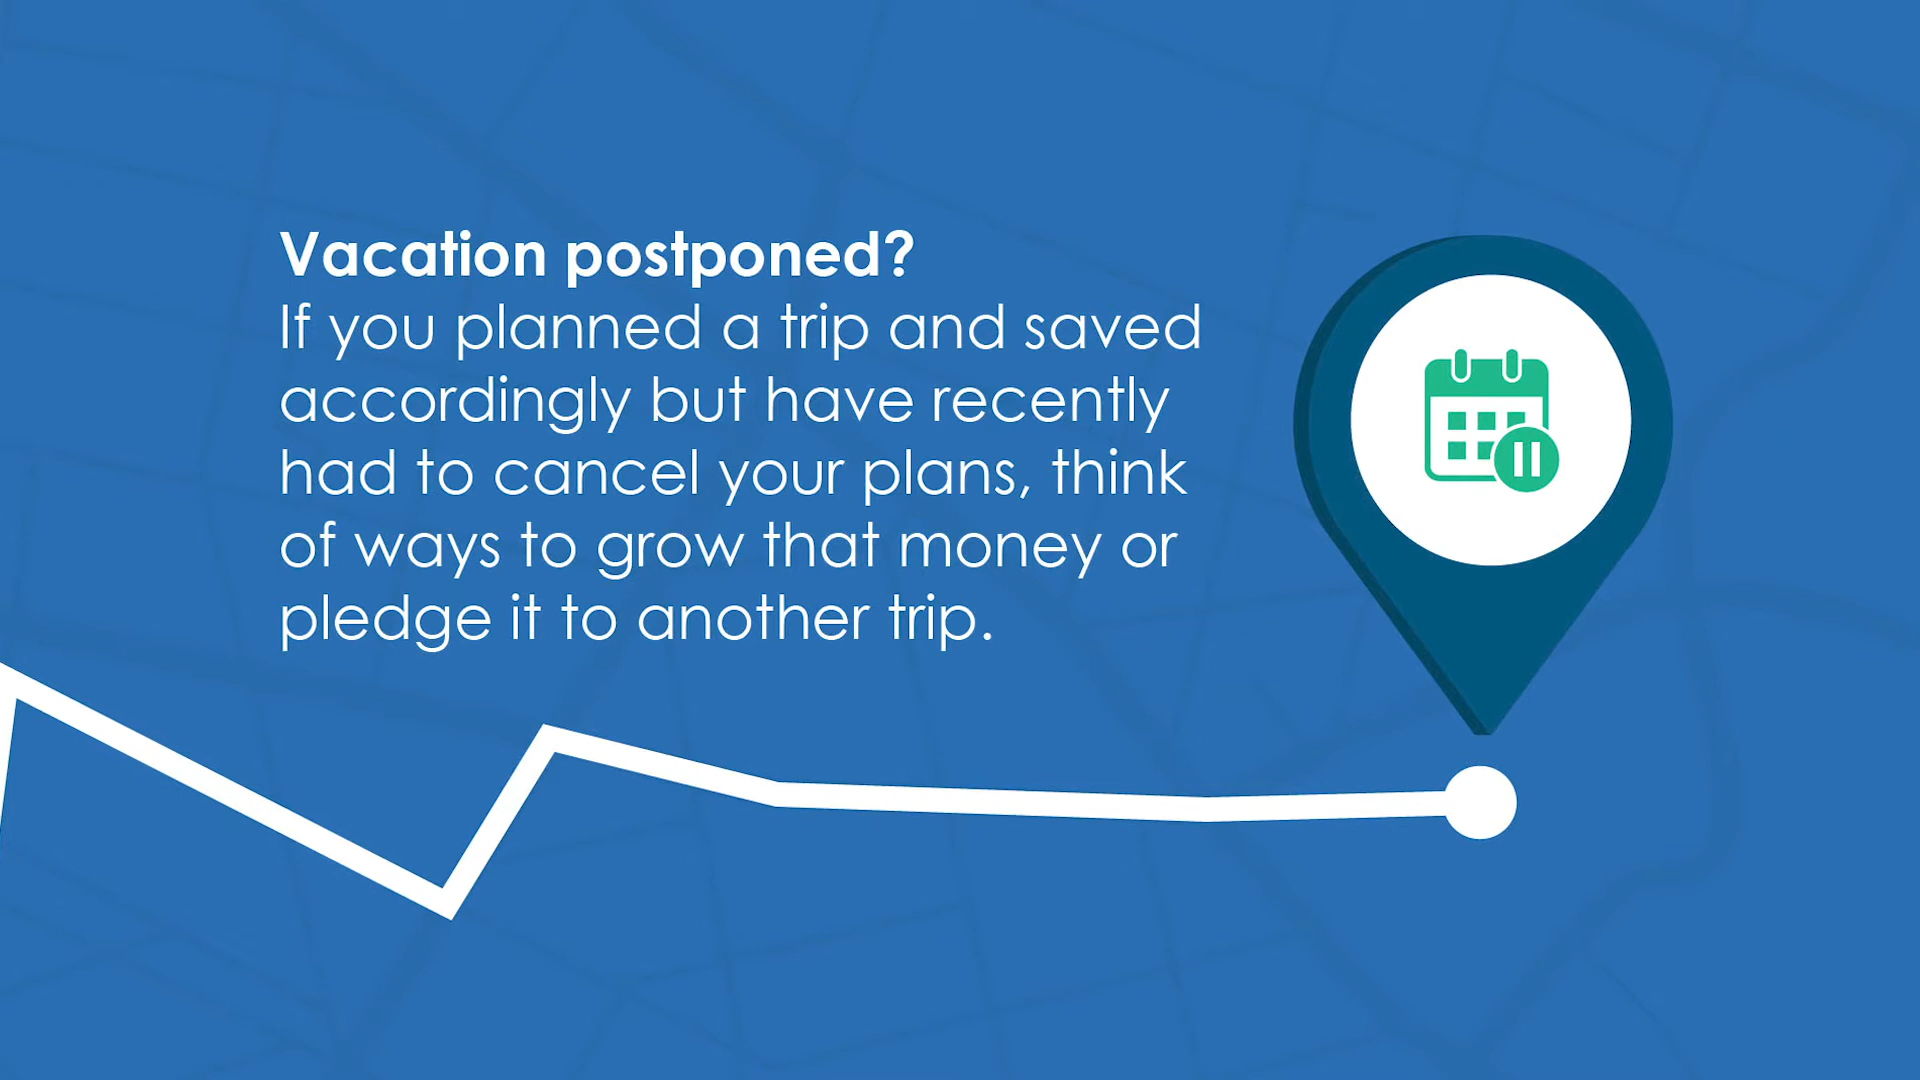 Vacation postponed?
If you planned a trip and saved
accordingly but have recently
had to cancel your plans, think
of ways to grow that money or
pledge it to another trip.